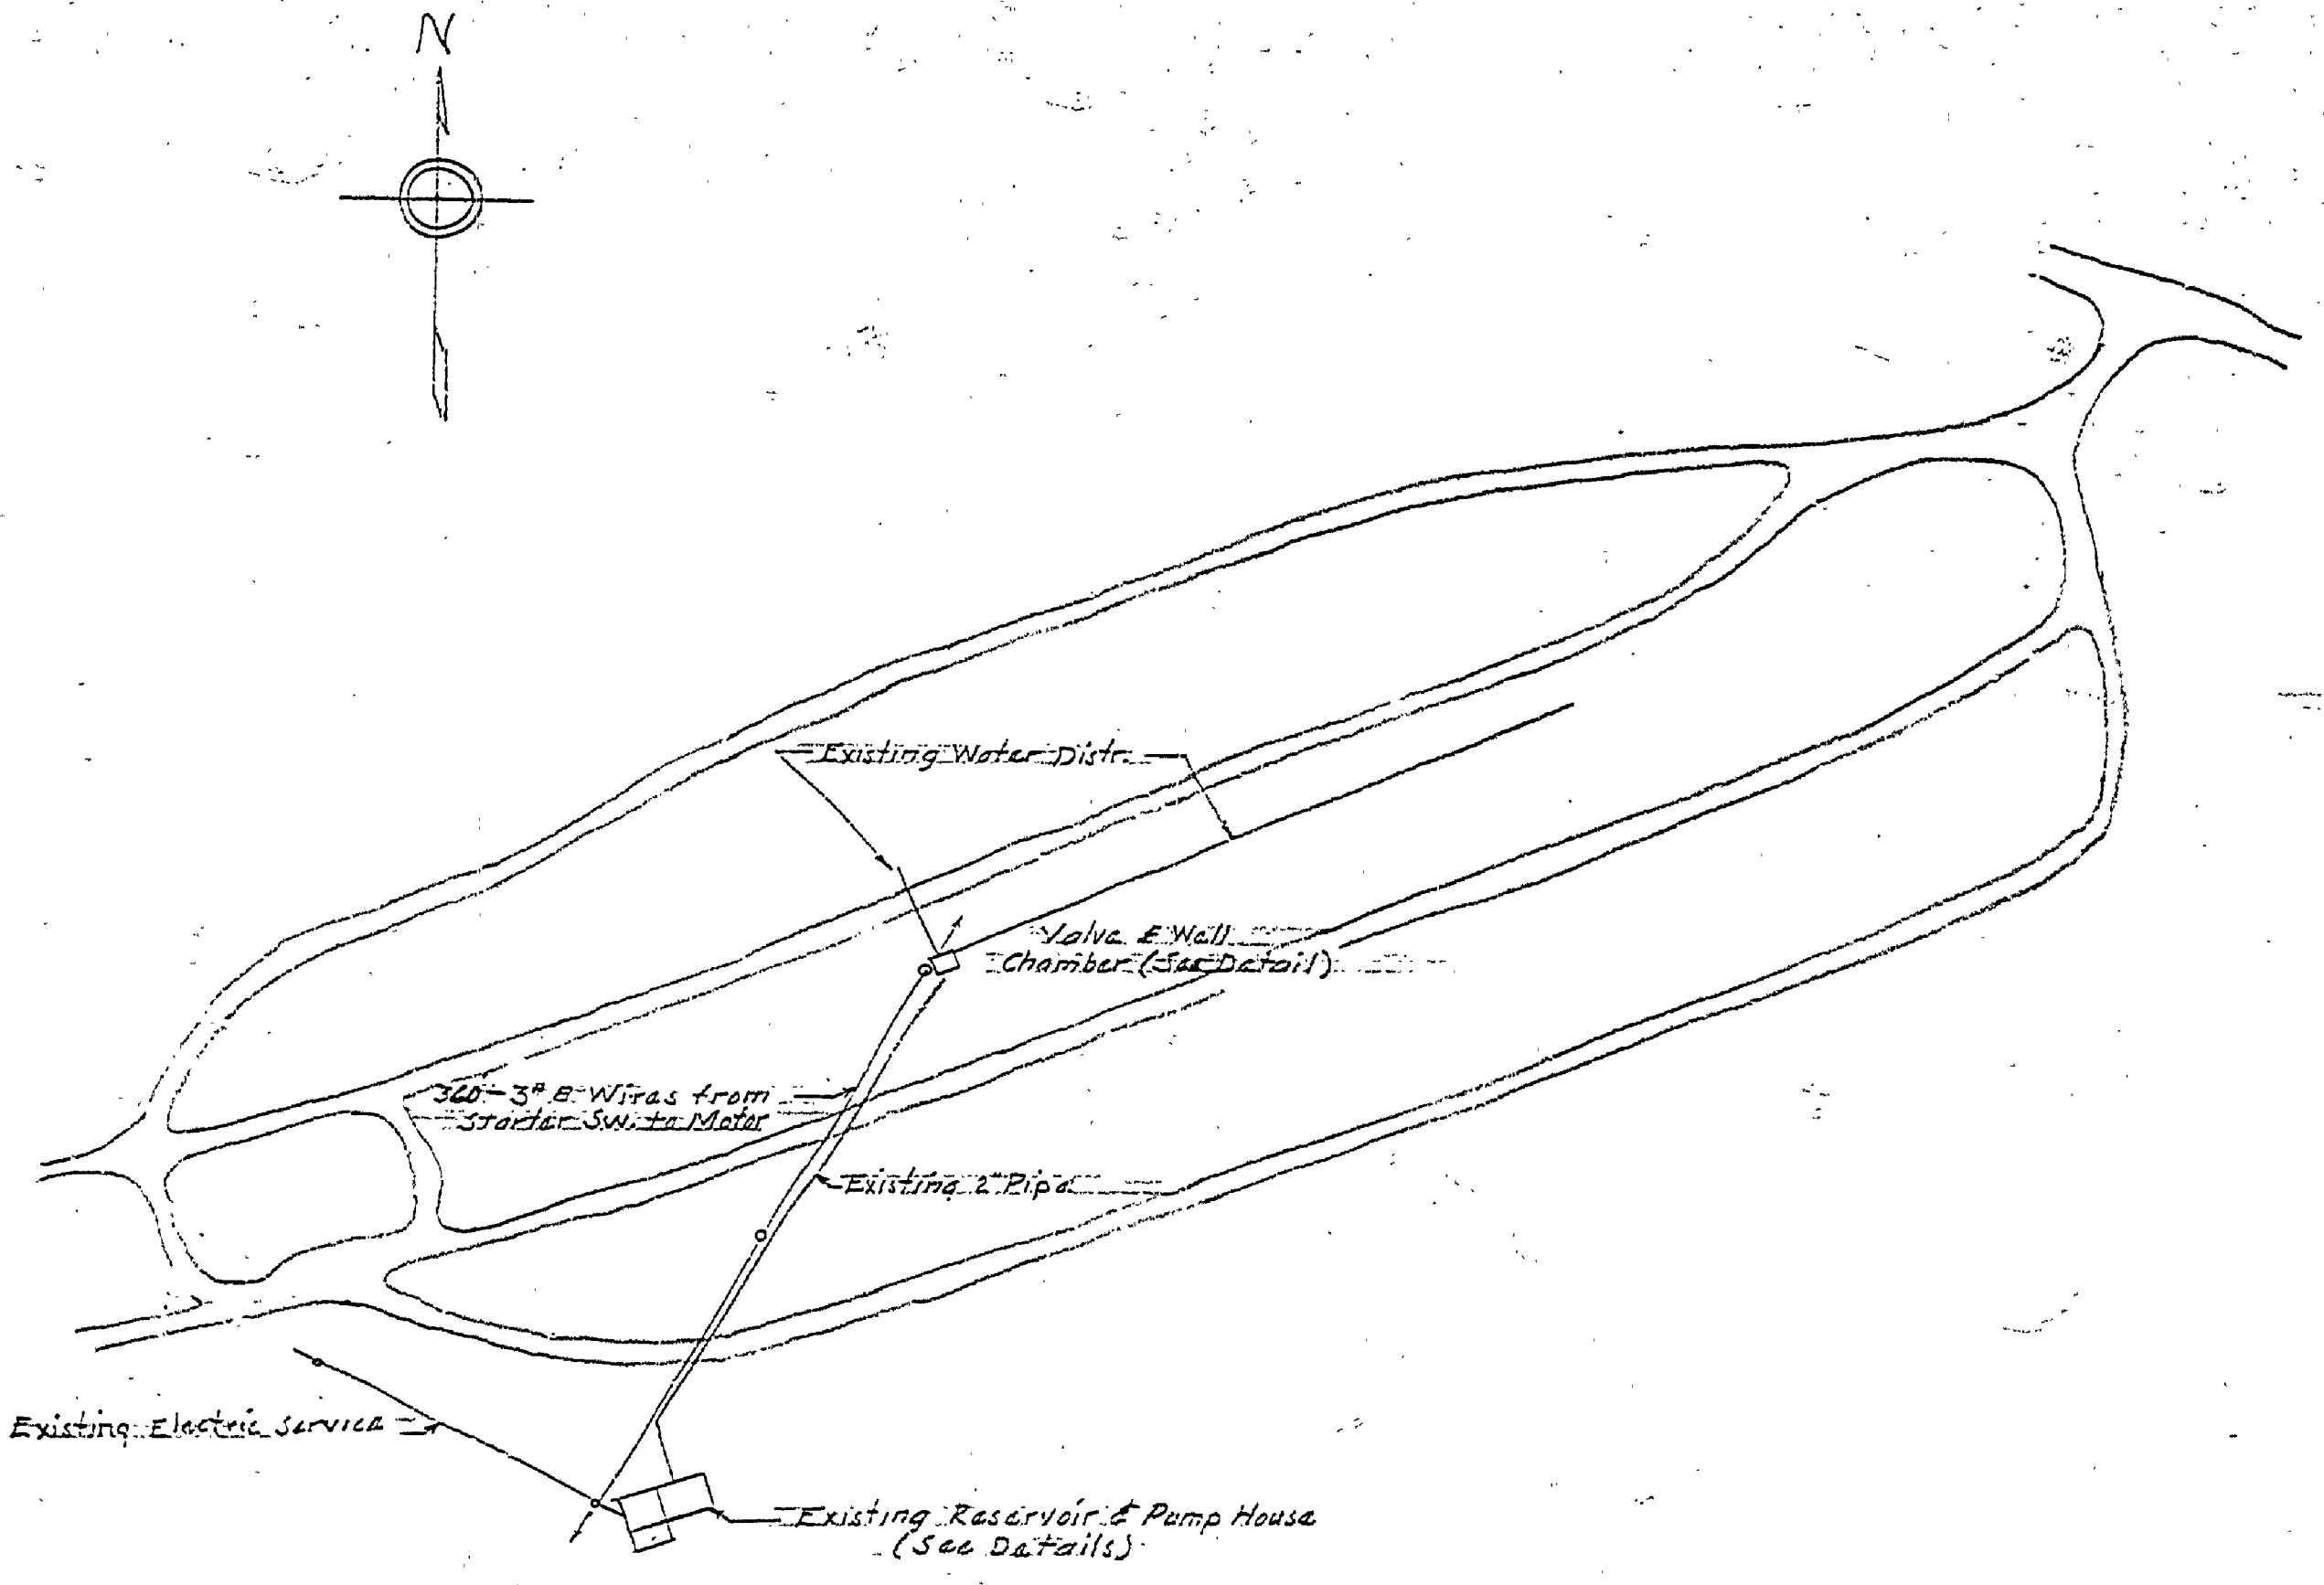 N
Existing Water Distr.
Valve & Well
Chamber (See Detail)
360'-3# 8 Wires from
Starter Sw. to Motor
Existing 2" Pipe
Existing Electric Service
Existing Reservoir & Pump House
(See Details)